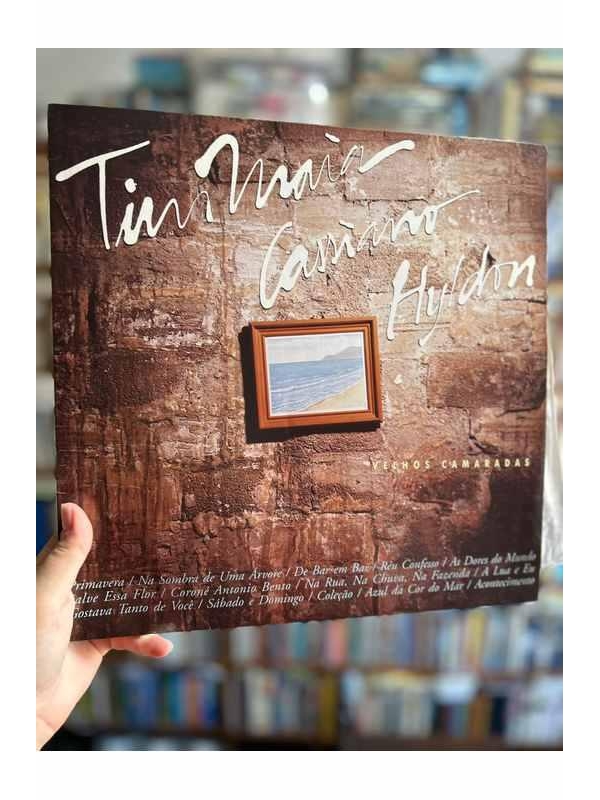 Tim Maia
Cassiano
Hyldon
VELHOS CAMARADAS
Primavera / Na Sombra de Uma Árvore / De Bar em Bar / Réu Confesso / As Dores do Mundo
Salve Essa Flor / Coroné Antonio Bento / Na Rua, Na Chuva, Na Fazenda / A Lua e Eu
Gostava Tanto de Você / Sábado e Domingo / Coleção / Azul da Cor do Mar / Acontecimento